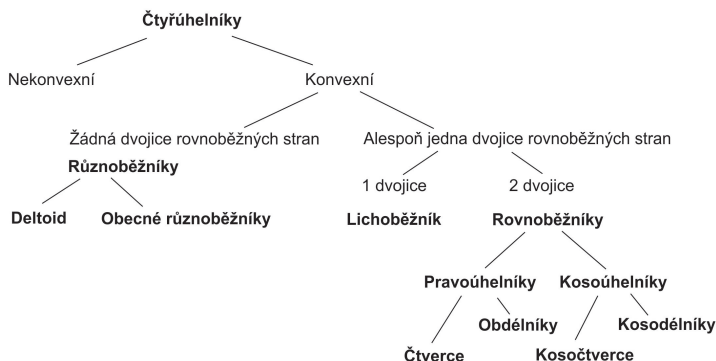 Čtyřúhelníky
Nekonvexní
Konvexní
Žádná dvojice rovnoběžných stran
Alespoň jedna dvojice rovnoběžných stran
Různoběžníky
1 dvojice
2 dvojice
Deltoid
Obecné různoběžníky
Lichoběžník
Rovnoběžníky
Pravoúhelníky
Kosoúhelníky
Obdélníky
Kosodélníky
Čtverce
Kosočtverce